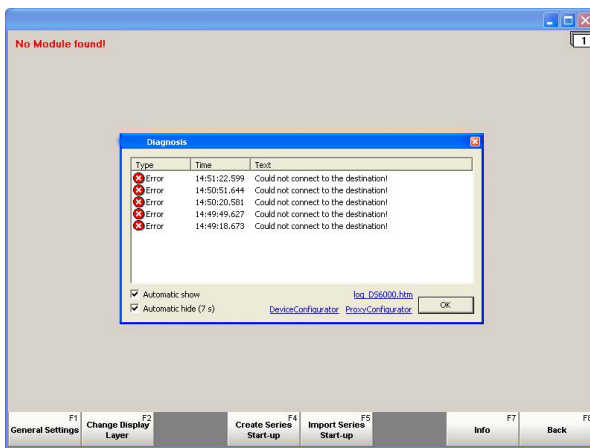 No Module found!
1
Diagnosis
Type Time Text
Error 14:51:22.599 Could not connect to the destination!
Error 14:50:51.644 Could not connect to the destination!
Error 14:50:20.581 Could not connect to the destination!
Error 14:49:49.627 Could not connect to the destination!
Error 14:49:18.673 Could not connect to the destination!
Automatic show
log_DS6000.htm
Automatic hide (7 s)
DeviceConfigurator ProxyConfigurator
OK
F1
General Settings
F2
Change Display
Layer
F4
Create Series
Start-up
F5
Import Series
Start-up
F7
Info
F8
Back